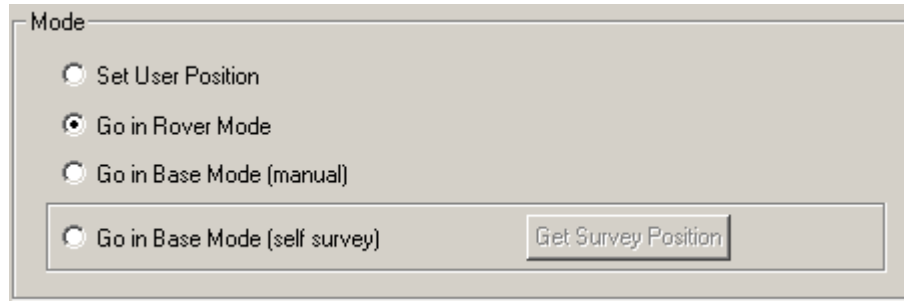 Mode
Set User Position
Go in Rover Mode
Go in Base Mode (manual)
Go in Base Mode (self survey) Get Survey Position